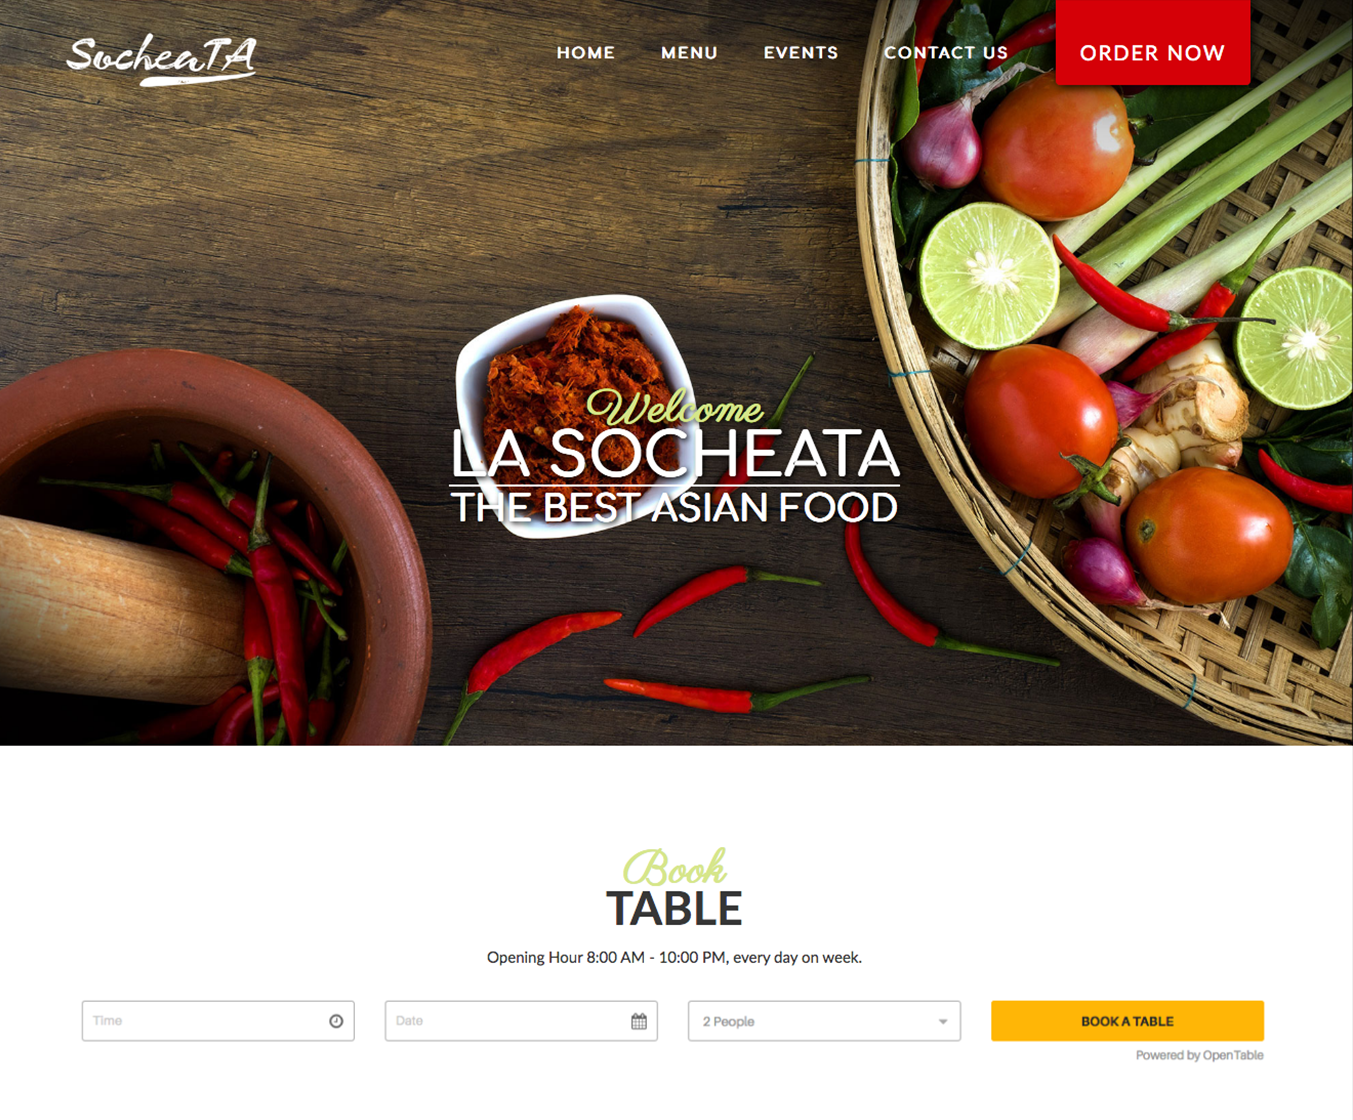 SocheaTA
HOME MENU EVENTS CONTACT US ORDER NOW
Welcome
LA SOCHEATA
THE BEST ASIAN FOOD
Book
TABLE
Opening Hour 8:00 AM - 10:00 PM, every day on week.
Time Date 2 People BOOK A TABLE
Powered by OpenTable